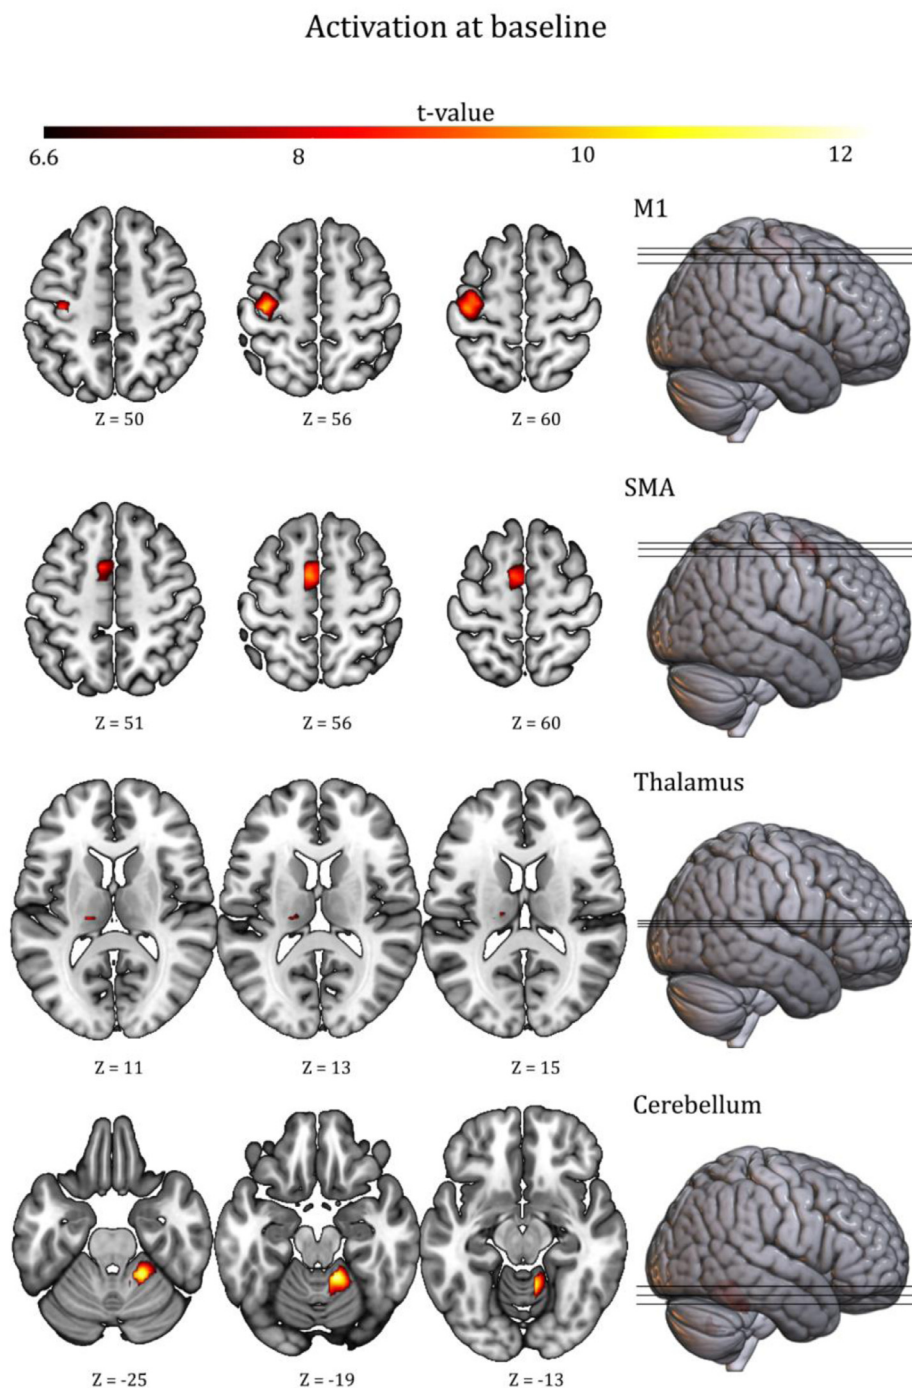 Activation at baseline
t-value
6.6 8 10 12
M1
Z = 50 Z = 56 Z = 60
SMA
Z = 51 Z = 56 Z = 60
Thalamus
Z = 11 Z = 13 Z = 15
Cerebellum
Z = -25 Z = -19 Z = -13